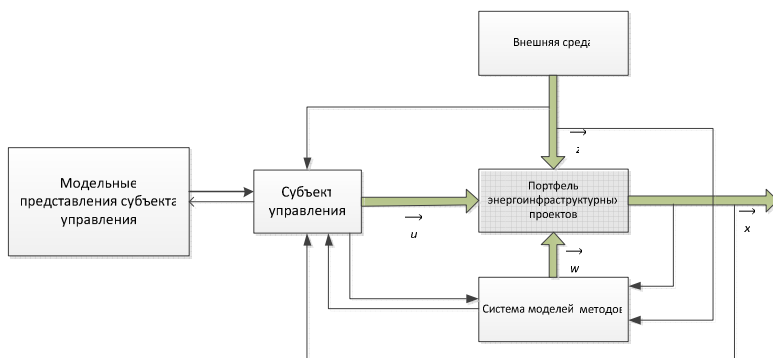 Внешняя среда
z
Модельные
представления субъекта
управления
Субъект
управления
Портфель
энергоинфраструктурных
проектов
u
x
w
Система моделей методов